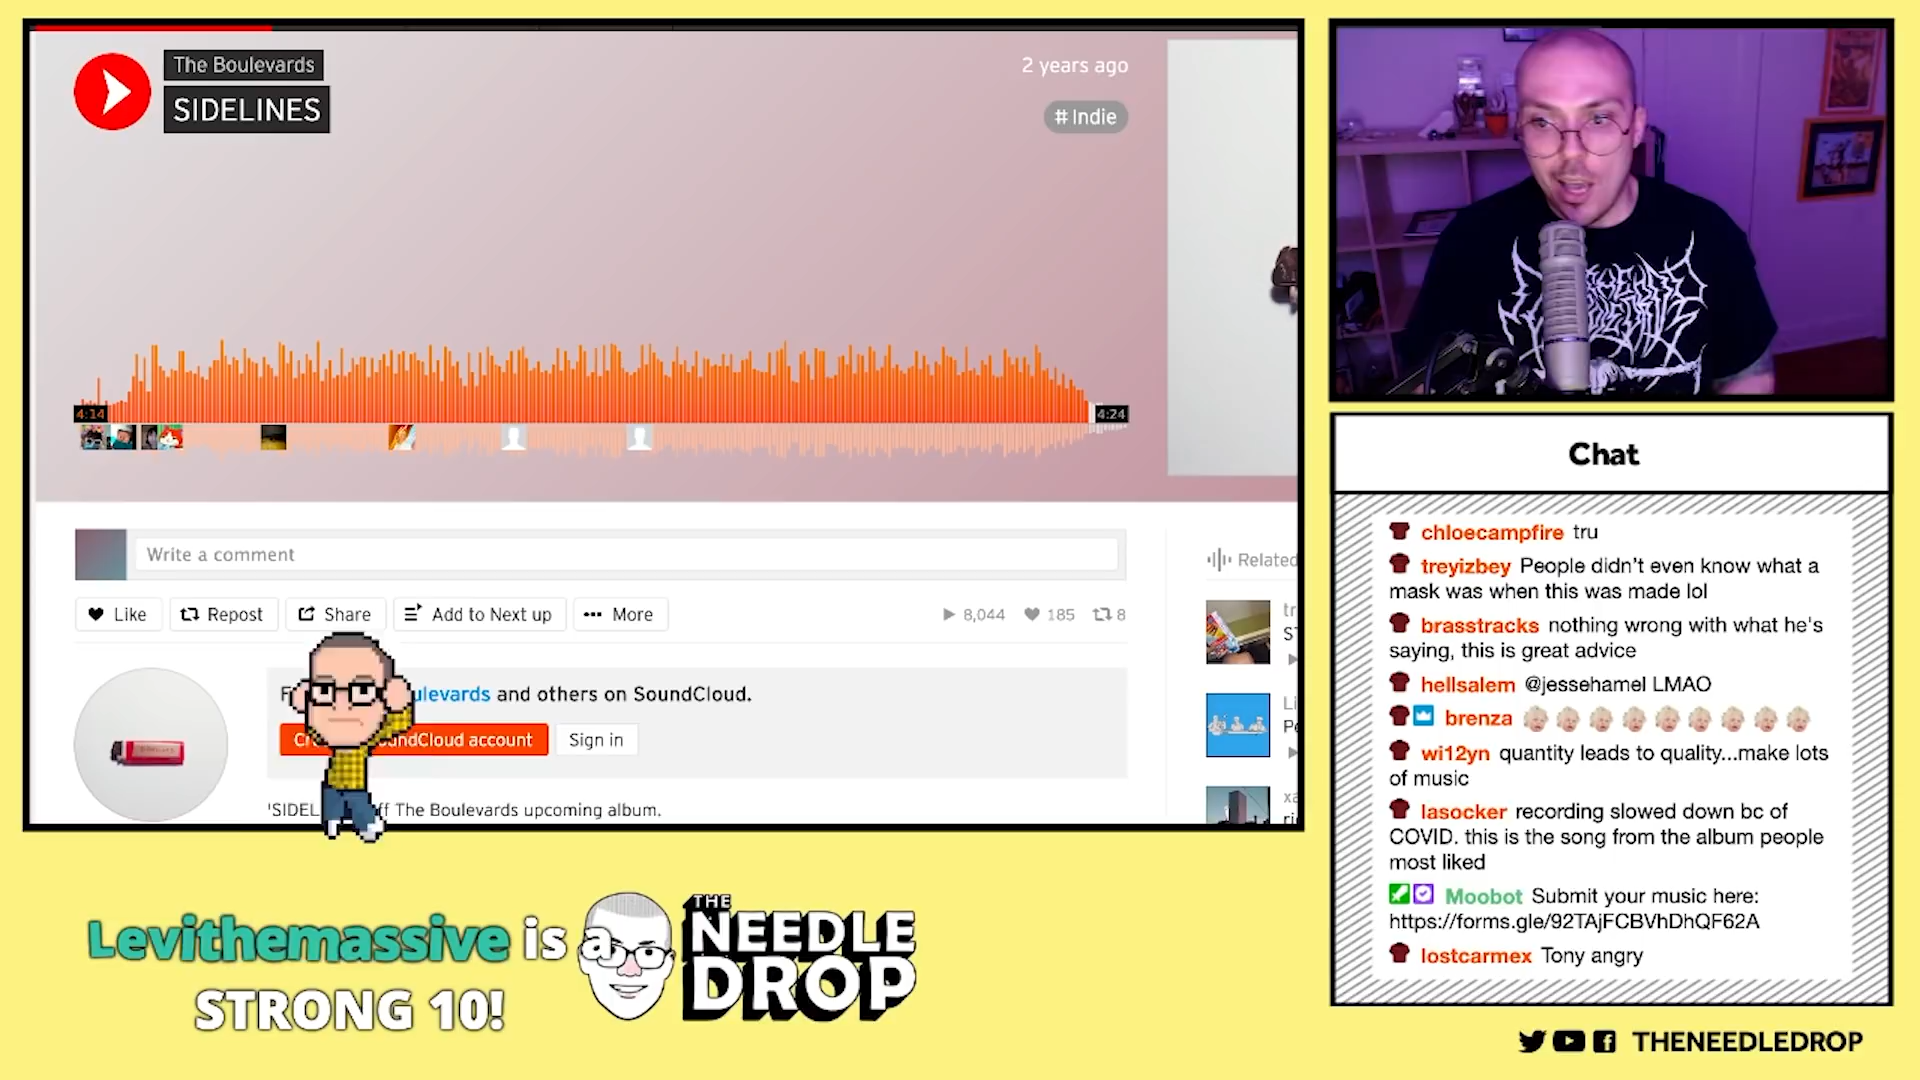 The Boulevards
SIDELINES
2 years ago
# Indie
4:14
4:24
Write a comment
Like
Repost
Share
Add to Next up
More
8,044
185
8
Related
ulevards and others on SoundCloud.
undCloud account
Sign in
'SIDEL ff The Boulevards upcoming album.
Levithemassive is a
STRONG 10!
THE
NEEDLE
DROP
Chat
chloecampfire tru
treyizbey People didn't even know what a
mask was when this was made lol
brasstracks nothing wrong with what he's
saying, this is great advice
hellsalem @jessehamel LMAO
brenza
wi12yn quantity leads to quality...make lots
of music
lasocker recording slowed down bc of
COVID. this is the song from the album people
most liked
Moobot Submit your music here:
https://forms.gle/92TAjFCBVhDhQF62A
lostcarmex Tony angry
THENEEDLEDROP